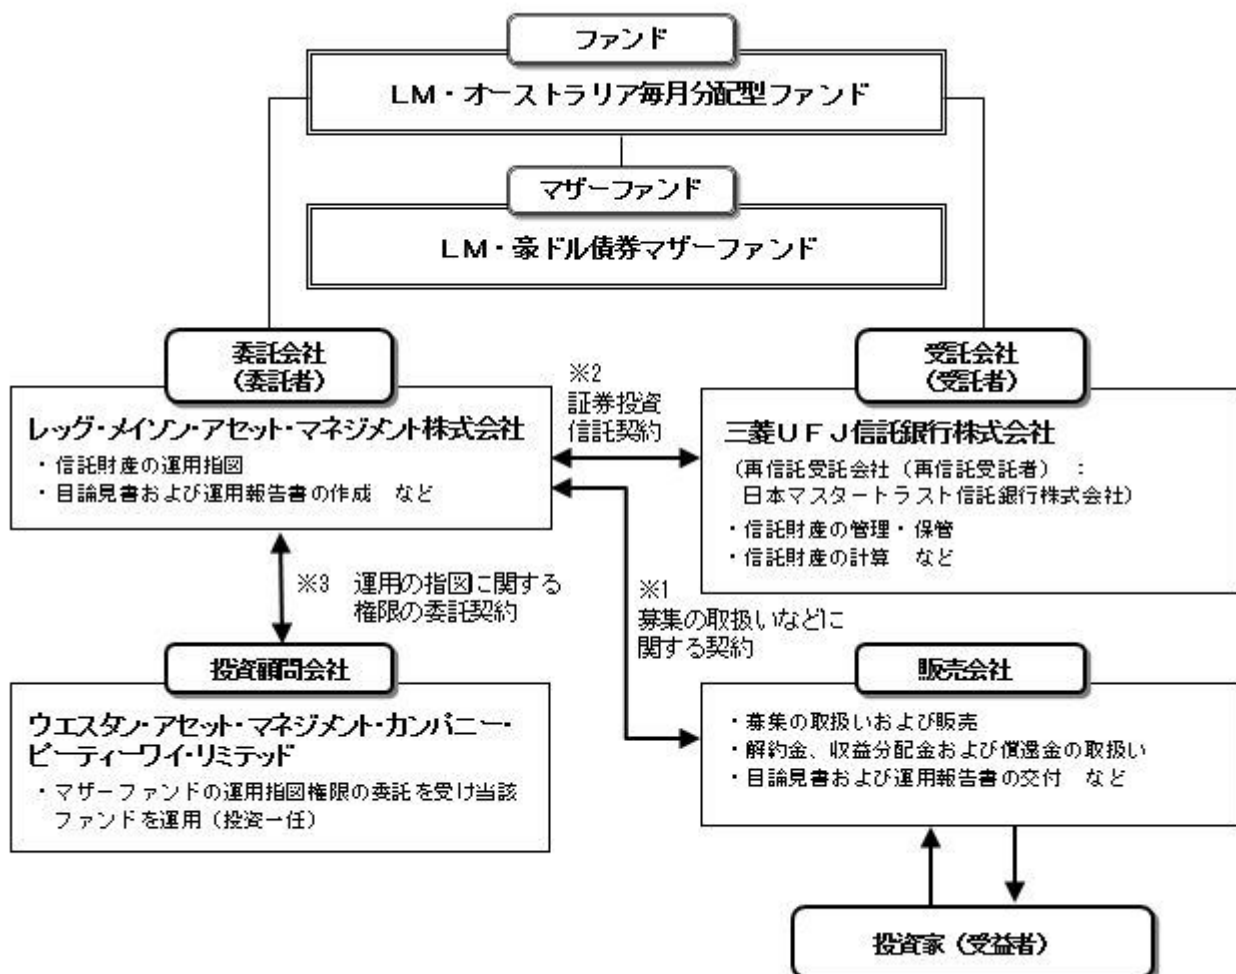 ファンド
LM・オーストラリア毎月分配型ファンド
マザーファンド
LM・豪ドル債券マザーファンド
委託会社
（委託者）
レッグ・メイソン・アセット・マネジメント株式会社
・信託財産の運用指図
・目論見書および運用報告書の作成　など
※2
証券投資
信託契約
受託会社
（受託者）
三菱ＵＦＪ信託銀行株式会社
（再信託受託会社（再信託受託者）　：
日本マスタートラスト信託銀行株式会社）
・信託財産の管理・保管
・信託財産の計算　など
※3　運用の指図に関する
権限の委託契約
※1
募集の取扱いなどに
関する契約
投資顧問会社
ウエスタン・アセット・マネジメント・カンパニー・
ピーティーワイ・リミテッド
・マザーファンドの運用指図権限の委託を受け当該
ファンドを運用（投資一任）
販売会社
・募集の取扱いおよび販売
・解約金、収益分配金および償還金の取扱い
・目論見書および運用報告書の交付　など
投資家（受益者）